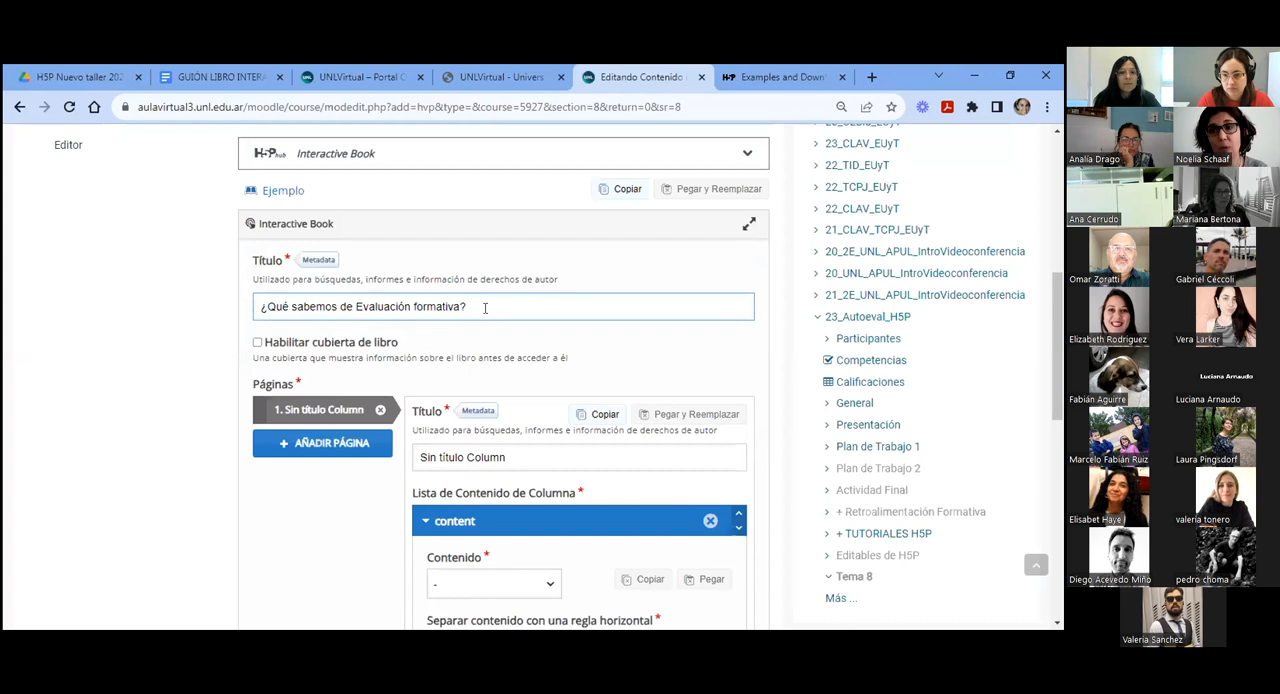 H5P Nuevo taller 202
GUIÓN LIBRO INTERA
UNLVirtual – Portal C
UNLVirtual - Univers
Editando Contenido
Examples and Down
aulavirtual3.unl.edu.ar/moodle/course/modedit.php?add=hvp&type=&course=5927&section=8&return=0&sr=8
Editor
H5P hub Interactive Book
Ejemplo
Copiar
Pegar y Reemplazar
Interactive Book
Título * Metadata
Utilizado para búsquedas, informes e información de derechos de autor
¿Qué sabemos de Evaluación formativa?
Habilitar cubierta de libro
Una cubierta que muestra información sobre el libro antes de acceder a él
Páginas *
1. Sin título Column
+ AÑADIR PÁGINA
Título * Metadata
Copiar
Pegar y Reemplazar
Utilizado para búsquedas, informes e información de derechos de autor
Sin título Column
Lista de Contenido de Columna *
content
Contenido *
-
Copiar
Pegar
Separar contenido con una regla horizontal *
23_CLAV_EUyT
22_TID_EUyT
22_TCPJ_EUyT
22_CLAV_EUyT
21_CLAV_TCPJ_EUyT
20_2E_UNL_APUL_IntroVideoconferencia
20_UNL_APUL_IntroVideoconferencia
21_2E_UNL_APUL_IntroVideoconferencia
23_Autoeval_H5P
Participantes
Competencias
Calificaciones
General
Presentación
Plan de Trabajo 1
Plan de Trabajo 2
Actividad Final
+ Retroalimentación Formativa
+ TUTORIALES H5P
Editables de H5P
Tema 8
Más ...
Analía Drago
Noelia Schaaf
Ana Cerrudo
Mariana Bertona
Omar Zoratti
Gabriel Céccoli
Elizabeth Rodriguez
Vera Larker
Luciana Arnaudo
Fabián Aguirre
Luciana Arnaudo
Marcelo Fabián Ruiz
Laura Pingsdorf
Elisabet Haye
valeria tonero
Diego Acevedo Miño
pedro choma
Valeria Sanchez